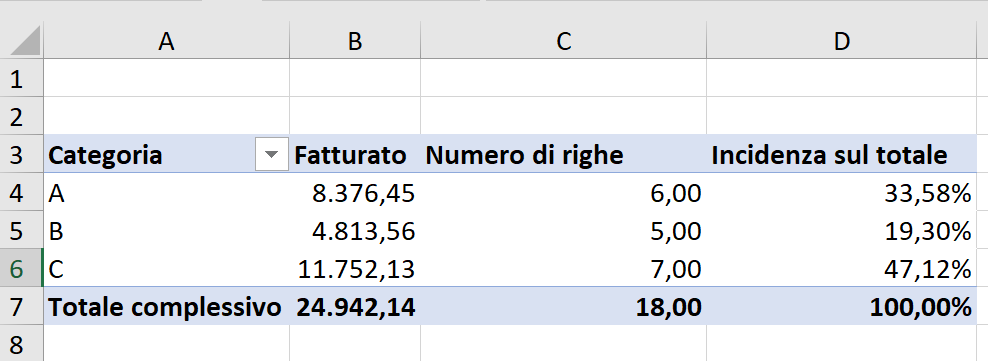 A B C D
1
2
3 Categoria Fatturato Numero di righe Incidenza sul totale
4 A 8.376,45 6,00 33,58%
5 B 4.813,56 5,00 19,30%
6 C 11.752,13 7,00 47,12%
7 Totale complessivo 24.942,14 18,00 100,00%
8